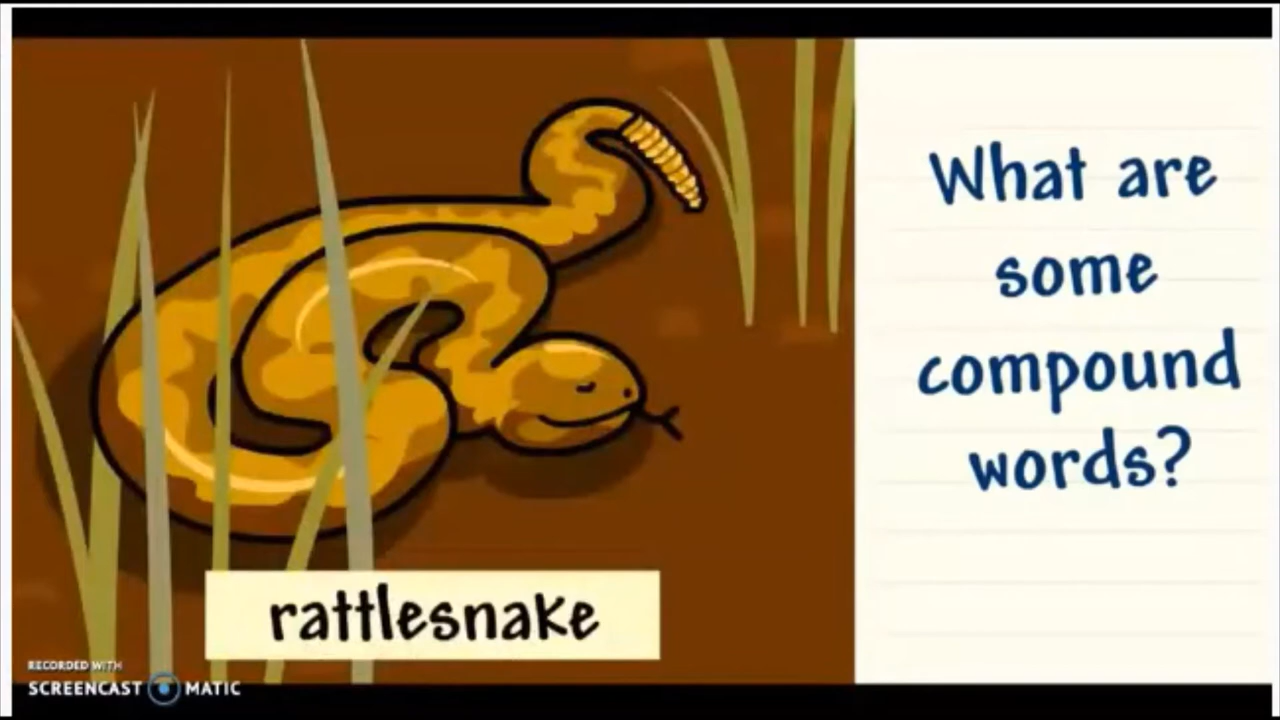 What are
some
compound
words?
rattlesnake
RECORDED WITH
SCREENCAST MATIC